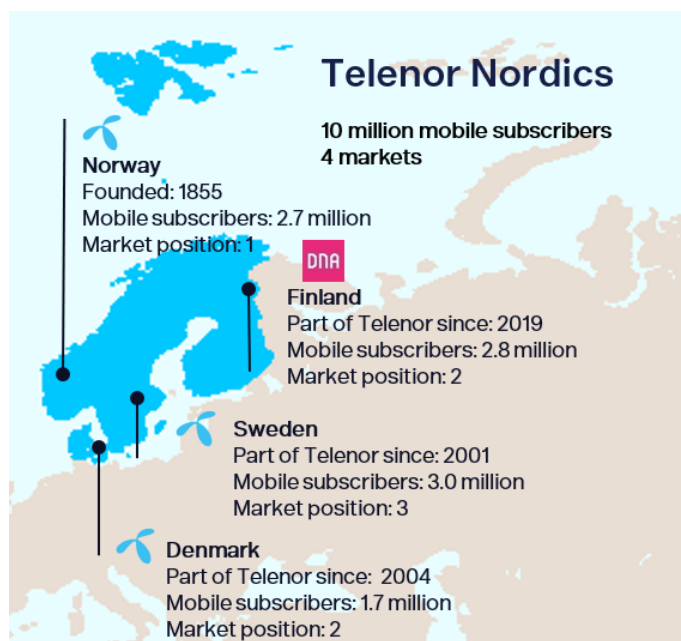 Telenor Nordics
10 million mobile subscribers
4 markets
Norway
Founded: 1855
Mobile subscribers: 2.7 million
Market position: 1
DNA
Finland
Part of Telenor since: 2019
Mobile subscribers: 2.8 million
Market position: 2
Sweden
Part of Telenor since: 2001
Mobile subscribers: 3.0 million
Market position: 3
Denmark
Part of Telenor since: 2004
Mobile subscribers: 1.7 million
Market position: 2